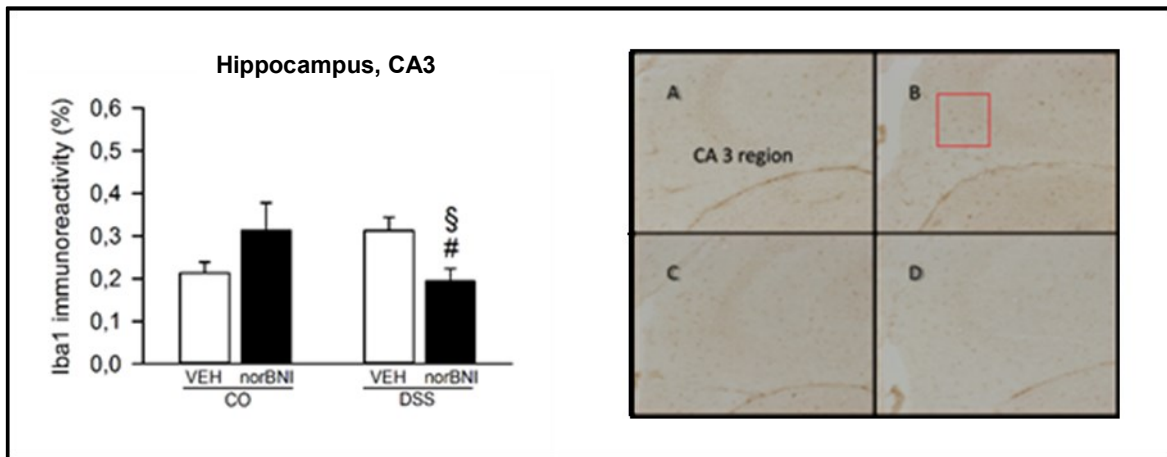 Hippocampus, CA3
Iba1 immunoreactivity (%)
0,6
0,5
0,4
0,3
0,2
0,1
0,0
§
#
VEH norBNI VEH norBNI
CO DSS
A
B
CA 3 region
C
D